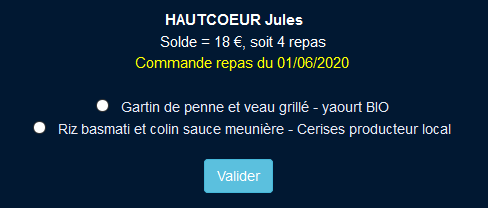 HAUTCOEUR Jules
Solde = 18 €, soit 4 repas
Commande repas du 01/06/2020
Gartin de penne et veau grillé - yaourt BIO
Riz basmati et colin sauce meunière - Cerises producteur local
Valider